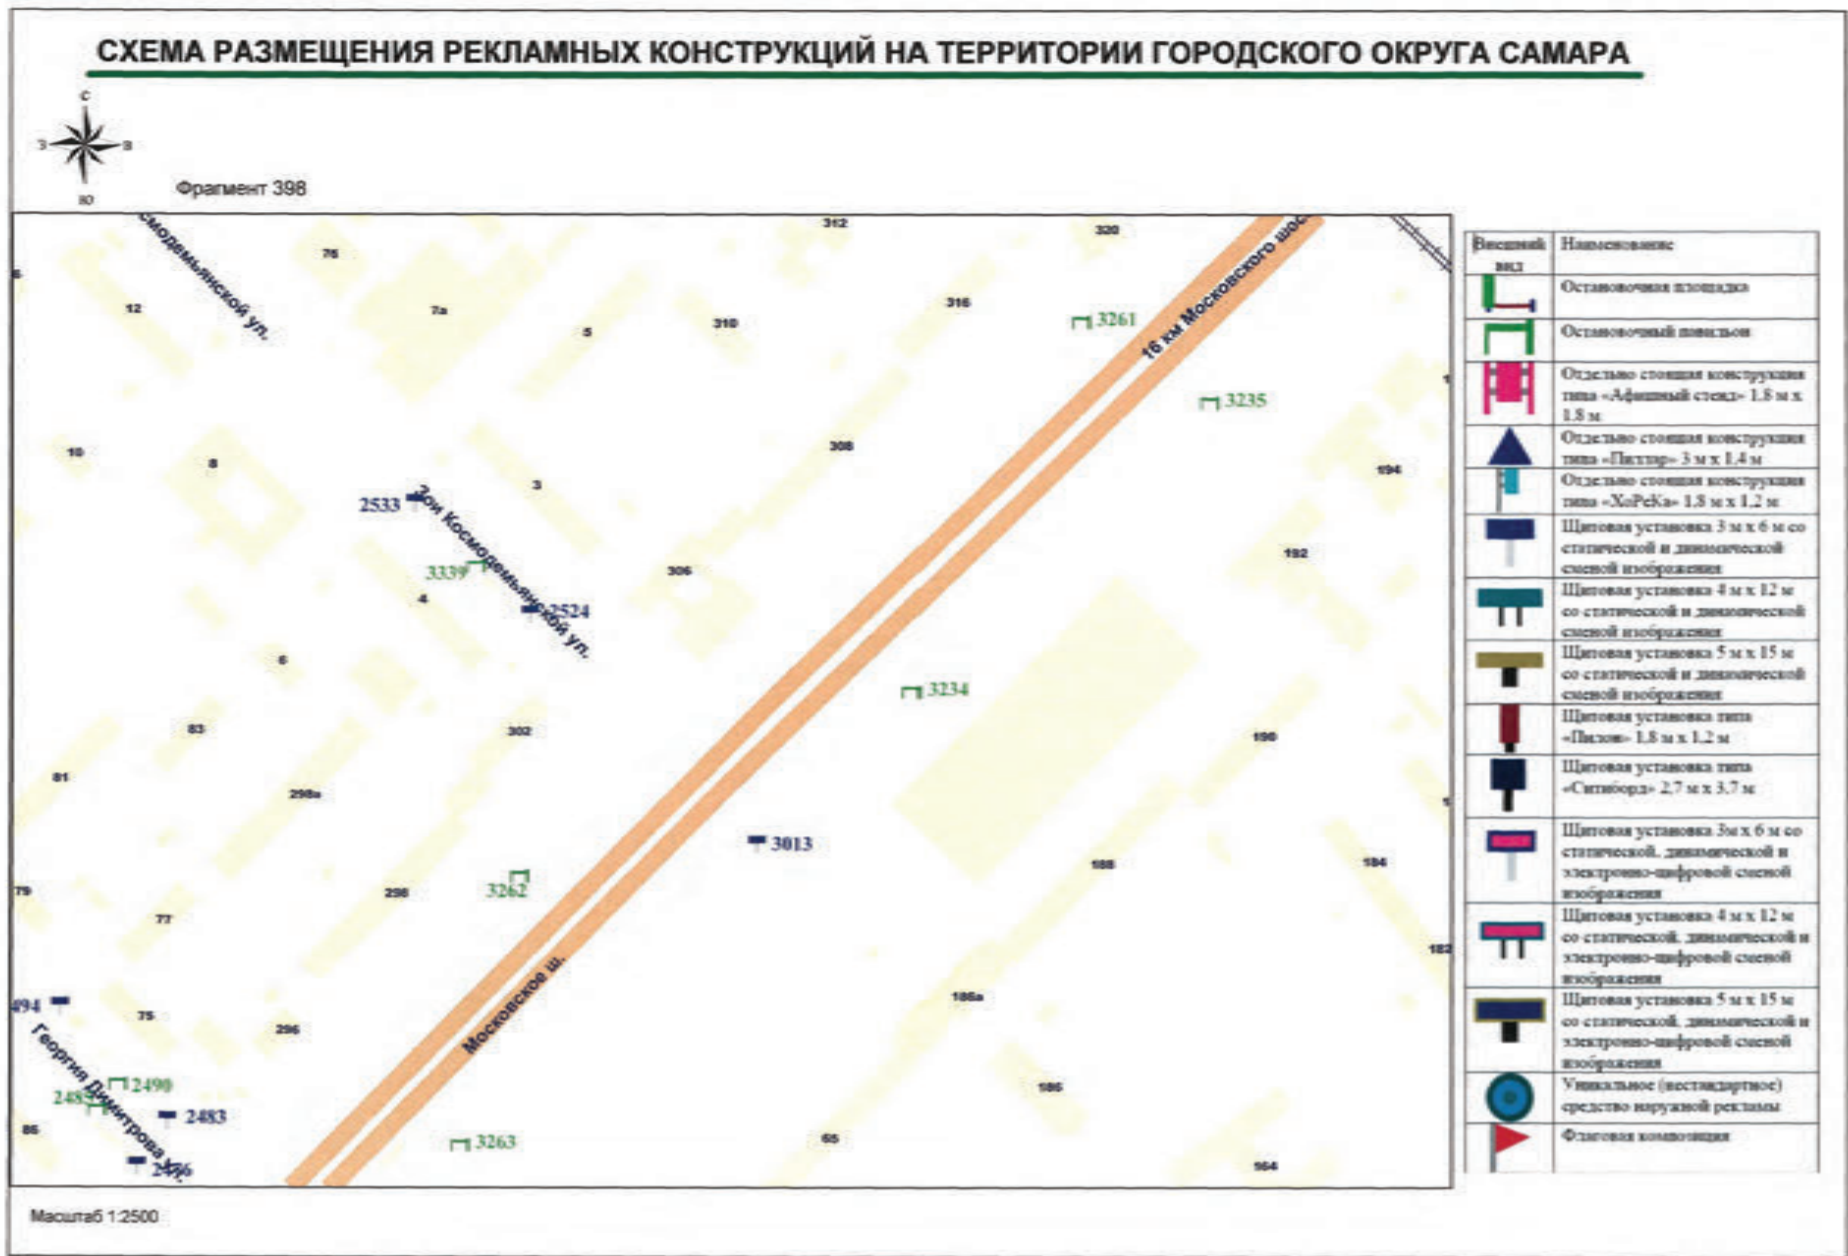 СХЕМА РАЗМЕЩЕНИЯ РЕКЛАМНЫХ КОНСТРУКЦИЙ НА ТЕРРИТОРИИ ГОРОДСКОГО ОКРУГА САМАРА
С
З
В
Ю
Фрагмент 398
смодемьянской ул.
312
320
76
12
7а
5
310
316
3261
16 км Московского шосс
3235
10
8
308
194
3
2533
Зои Космодемьянской ул.
192
3339
306
4
2524
6
3234
83
302
190
81
298а
3013
188
184
3262
79
298
77
182
Московское ш.
494
186а
75
296
Георгия Димитрова ул.
2490
186
2483
85
3263
65
164
Внешний вид
Наименование
Остановочная площадка
Остановочный павильон
Отдельно стоящая конструкция
типа «Афишный стенд» 1.8 м х
1.8 м
Отдельно стоящая конструкция
типа «Пиллар» 3 м х 1.4 м
Отдельно стоящая конструкция
типа «ХоРеКа» 1,8 м х 1,2 м
Щитовая установка 3 м х 6 м со
статической и динамической
сменой изображения
Щитовая установка 4 м х 12 м
со статической и динамической
сменой изображения
Щитовая установка 5 м х 15 м
со статической и динамической
сменой изображения
Щитовая установка типа
«Пилон» 1,8 м х 1,2 м
Щитовая установка типа
«Ситиборд» 2,7 м х 3,7 м
Щитовая установка 3м х 6 м со
статической, динамической и
электронно-цифровой сменой
изображения
Щитовая установка 4 м х 12 м
со статической, динамической и
электронно-цифровой сменой
изображения
Щитовая установка 5 м х 15 м
со статической, динамической и
электронно-цифровой сменой
изображения
Уникальное (нестандартное)
средство наружной рекламы
Флаговая композиция
Масштаб 1:2500